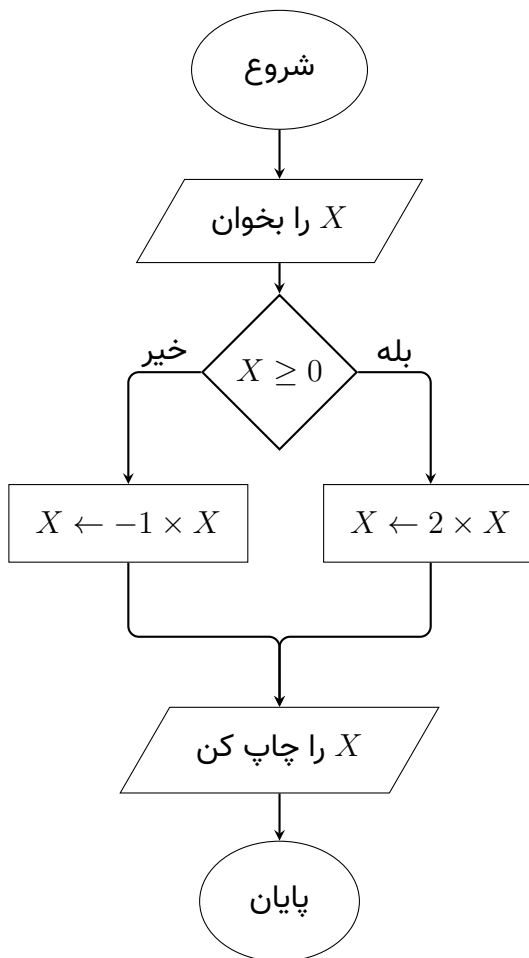 شروع
X را بخوان
X ≥ 0
بله
خیر
X ← 2 × X
X ← −1 × X
X را چاپ کن
پایان